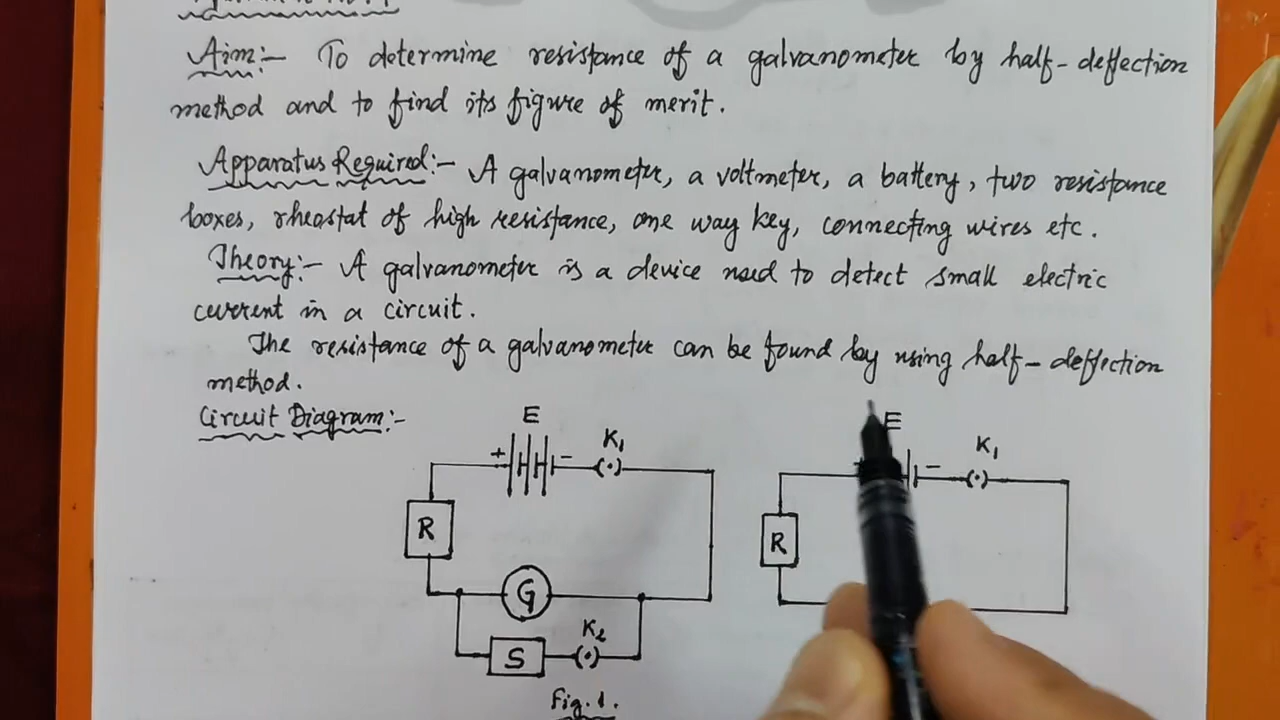 Aim:- To determine resistance of a galvanometer by half-deflection
method and to find its figure of merit.
Apparatus Required:- A galvanometer, a voltmeter, a battery, two resistance
boxes, rheostat of high resistance, one way key, connecting wires etc.
Theory:- A galvanometer is a device used to detect small electric
current in a circuit.
The resistance of a galvanometer can be found by using half-deflection
method.
Circuit Diagram:-
E
+ - K1
R
G
S K2
Fig. 1.
E
- K1
R